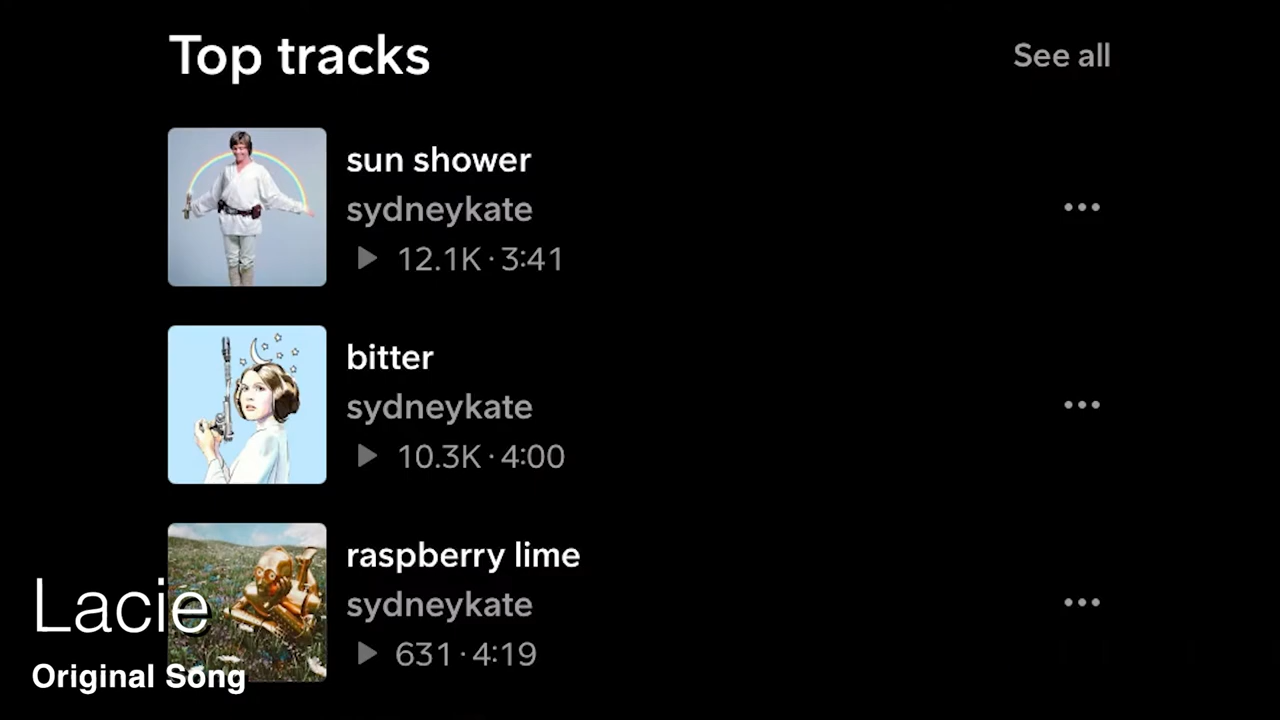 Top tracks
See all
sun shower
sydneykate
12.1K · 3:41
bitter
sydneykate
10.3K · 4:00
raspberry lime
sydneykate
631 · 4:19
Lacie
Original Song